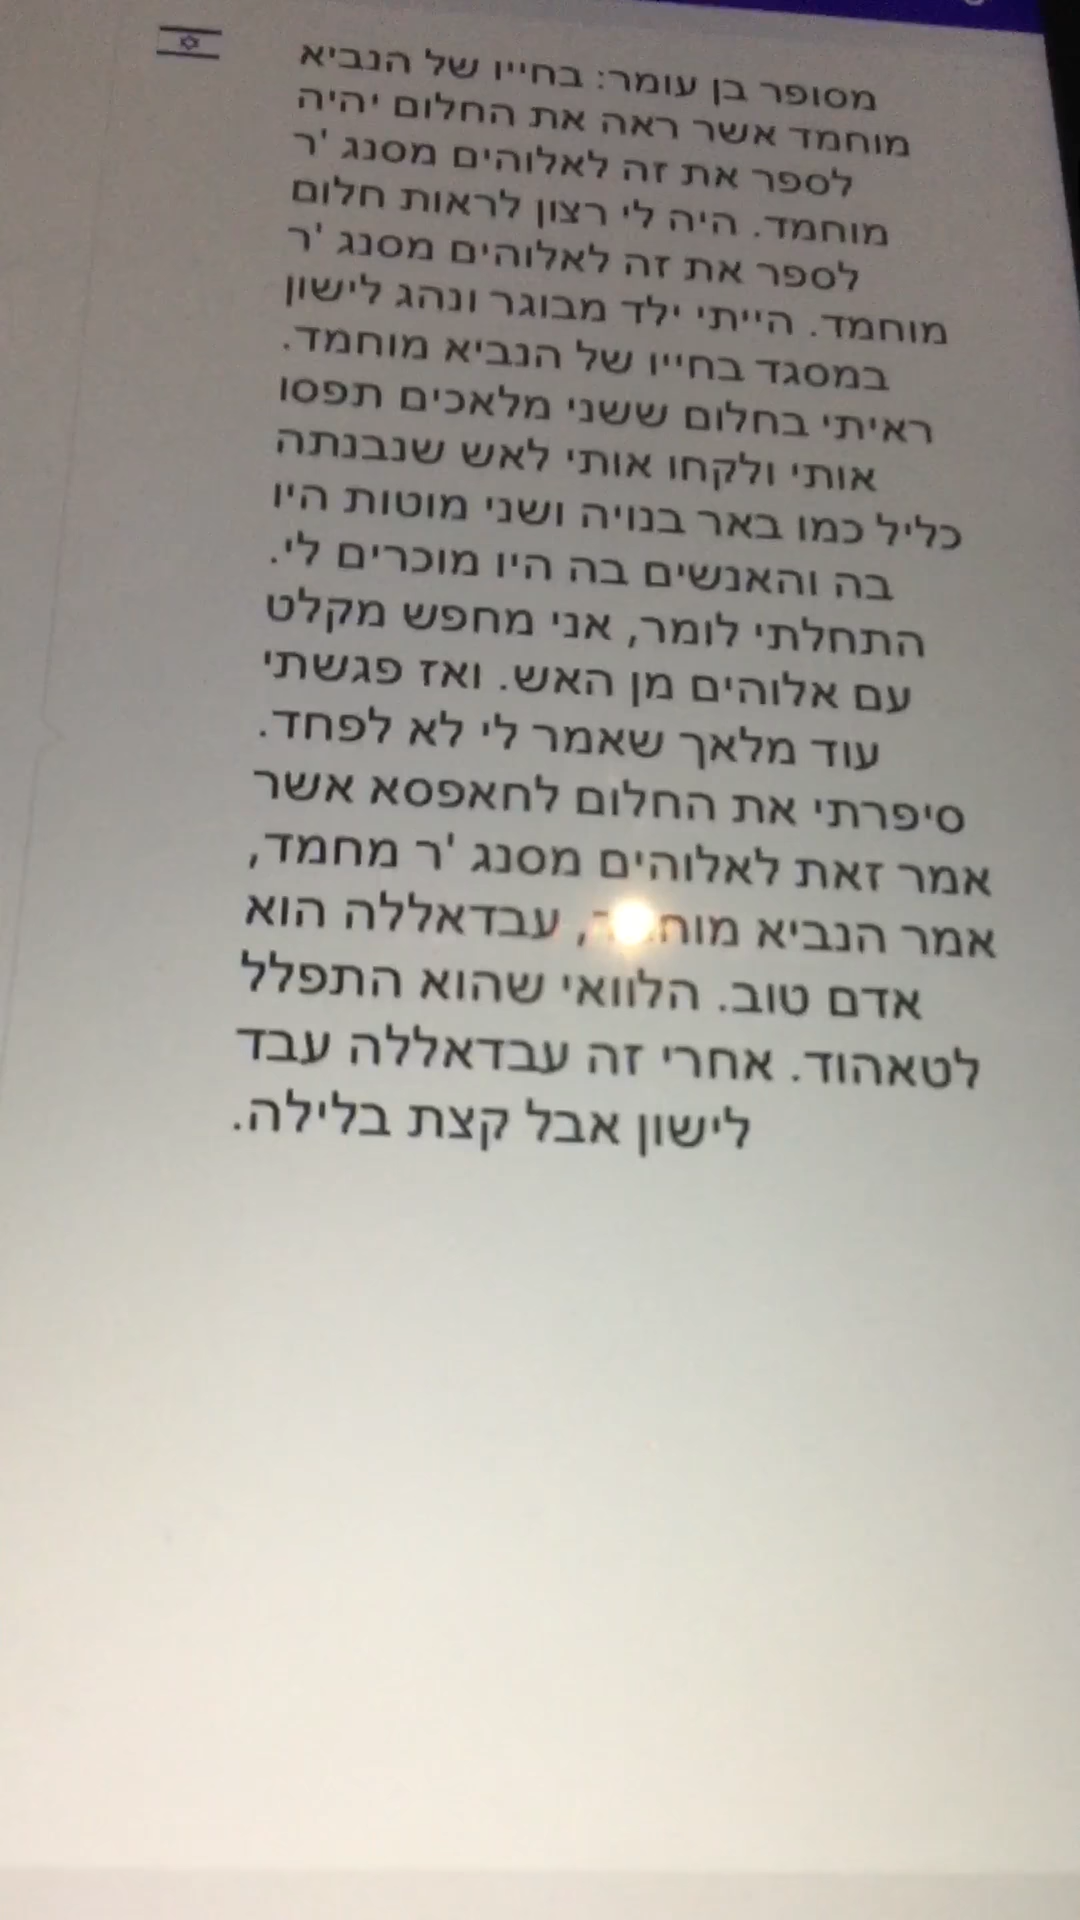 מסופר בן עומר: בחייו של הנביא
מוחמד אשר ראה את החלום יהיה
לספר את זה לאלוהים מסנג 'ר
מוחמד. היה לי רצון לראות חלום
לספר את זה לאלוהים מסנג 'ר
מוחמד. הייתי ילד מבוגר ונהג לישון
במסגד בחייו של הנביא מוחמד.
ראיתי בחלום ששני מלאכים תפסו
אותי ולקחו אותי לאש שנבנתה
כליל כמו באר בנויה ושני מוטות היו
בה והאנשים בה היו מוכרים לי.
התחלתי לומר, אני מחפש מקלט
עם אלוהים מן האש. ואז פגשתי
עוד מלאך שאמר לי לא לפחד.
סיפרתי את החלום לחאפסא אשר
אמר זאת לאלוהים מסנג 'ר מחמד,
אמר הנביא עבדאללה הוא
אדם טוב. הלוואי שהוא התפלל
לטאהוד. אחרי זה עבדאללה עבד
לישון אבל קצת בלילה.